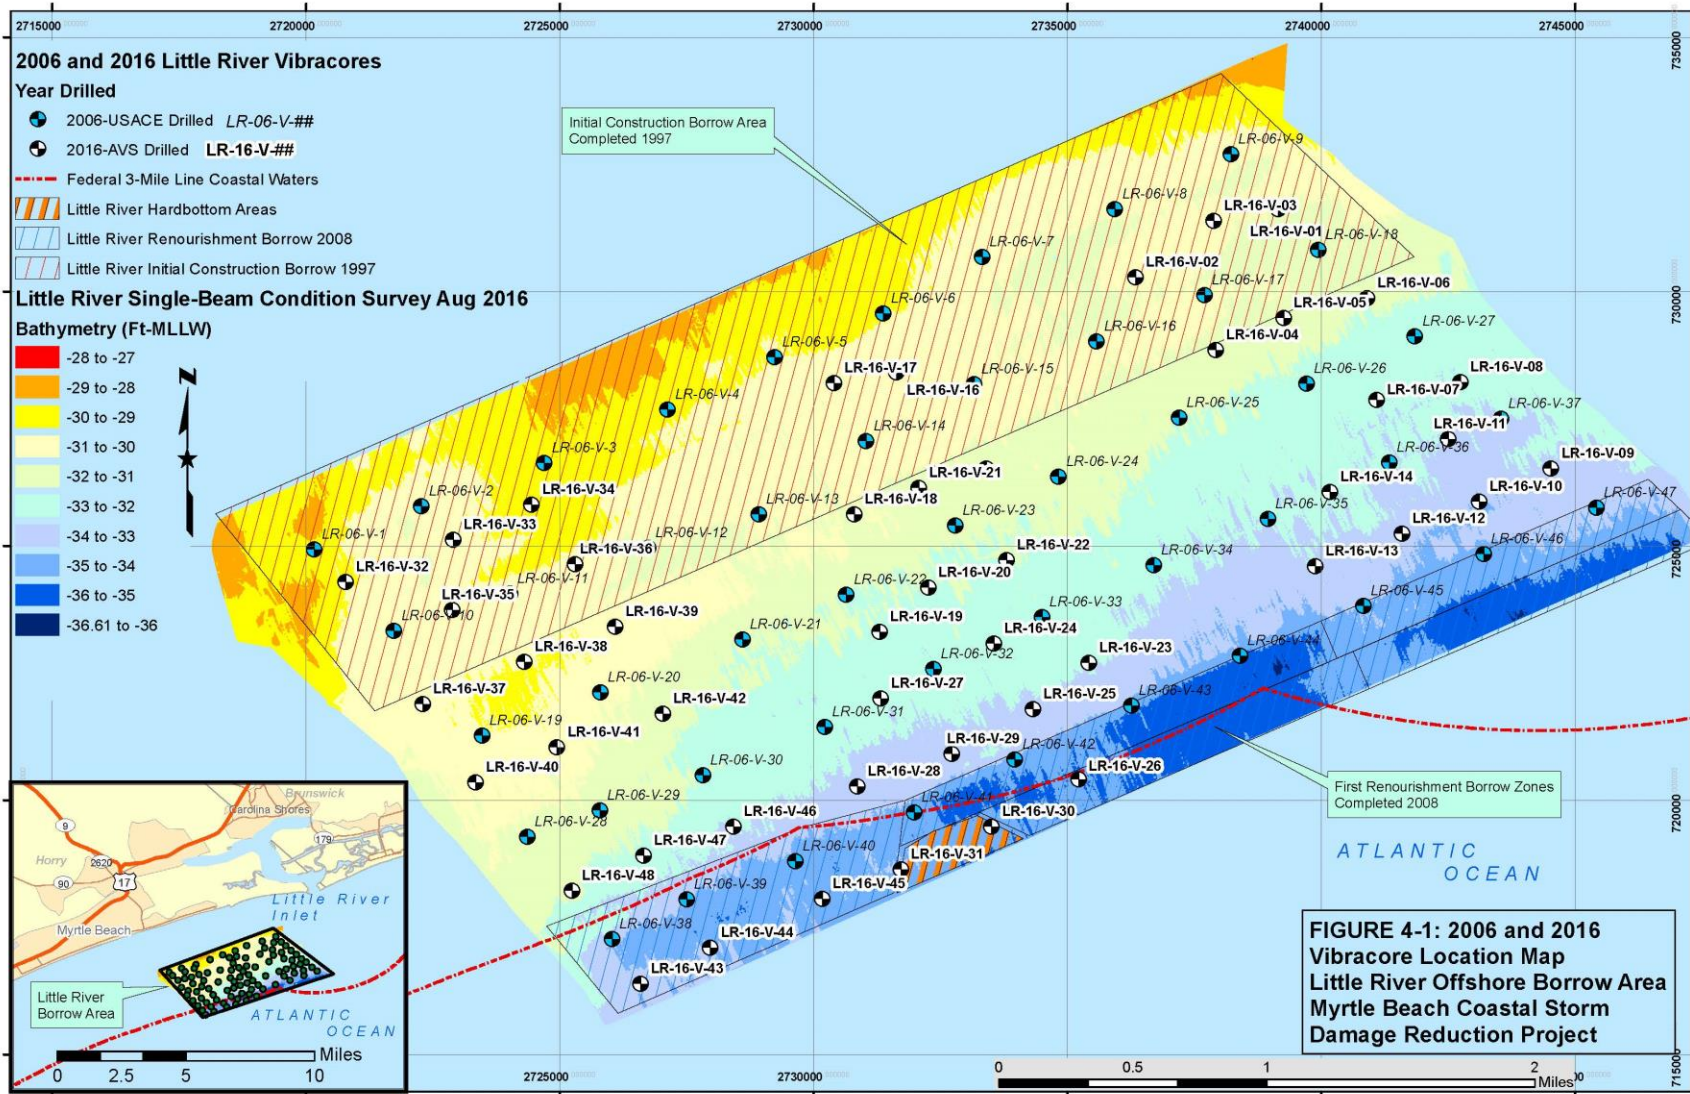 2715000
2720000
2725000
2730000
2735000
2740000
2745000
735000
730000
725000
720000
715000
2006 and 2016 Little River Vibracores
Year Drilled
2006-USACE Drilled LR-06-V-##
2016-AVS Drilled LR-16-V-##
Federal 3-Mile Line Coastal Waters
Little River Hardbottom Areas
Little River Renourishment Borrow 2008
Little River Initial Construction Borrow 1997
Little River Single-Beam Condition Survey Aug 2016
Bathymetry (Ft-MLLW)
-28 to -27
-29 to -28
-30 to -29
-31 to -30
-32 to -31
-33 to -32
-34 to -33
-35 to -34
-36 to -35
-36.61 to -36
N
Initial Construction Borrow Area
Completed 1997
LR-06-V-9
LR-06-V-8
LR-16-V-03
LR-16-V-01
LR-06-V-18
LR-06-V-7
LR-16-V-02
LR-06-V-17
LR-16-V-06
LR-16-V-05
LR-06-V-6
LR-06-V-16
LR-16-V-04
LR-06-V-27
LR-06-V-5
LR-16-V-17
LR-16-V-16
LR-06-V-15
LR-06-V-26
LR-16-V-08
LR-16-V-07
LR-06-V-4
LR-06-V-25
LR-06-V-37
LR-16-V-11
LR-06-V-14
LR-06-V-36
LR-06-V-3
LR-16-V-21
LR-06-V-24
LR-16-V-14
LR-16-V-09
LR-16-V-10
LR-06-V-2
LR-16-V-34
LR-06-V-13
LR-16-V-18
LR-06-V-23
LR-06-V-35
LR-16-V-12
LR-06-V-47
LR-16-V-33
LR-06-V-1
LR-06-V-12
LR-16-V-36
LR-16-V-22
LR-06-V-34
LR-16-V-13
LR-06-V-46
LR-16-V-32
LR-06-V-11
LR-16-V-35
LR-06-V-22
LR-16-V-20
LR-06-V-10
LR-16-V-39
LR-06-V-21
LR-16-V-19
LR-06-V-33
LR-16-V-24
LR-06-V-45
LR-16-V-38
LR-06-V-32
LR-16-V-23
LR-06-V-44
LR-16-V-37
LR-06-V-20
LR-16-V-27
LR-16-V-42
LR-16-V-25
LR-06-V-43
LR-06-V-19
LR-16-V-41
LR-06-V-31
LR-16-V-29
LR-06-V-42
LR-16-V-40
LR-06-V-30
LR-16-V-28
LR-16-V-26
LR-06-V-29
LR-06-V-41
LR-06-V-28
LR-16-V-46
LR-16-V-30
LR-16-V-47
LR-06-V-40
LR-16-V-31
LR-16-V-48
LR-06-V-39
LR-16-V-45
LR-06-V-38
LR-16-V-44
LR-16-V-43
First Renourishment Borrow Zones
Completed 2008
ATLANTIC
OCEAN
FIGURE 4-1: 2006 and 2016
Vibracore Location Map
Little River Offshore Borrow Area
Myrtle Beach Coastal Storm
Damage Reduction Project
0
0.5
1
2
Miles
Brunswick
Carolina Shores
9
179
Horry
2620
90
17
Little River
Inlet
Myrtle Beach
Little River
Borrow Area
ATLANTIC
OCEAN
Miles
0
2.5
5
10